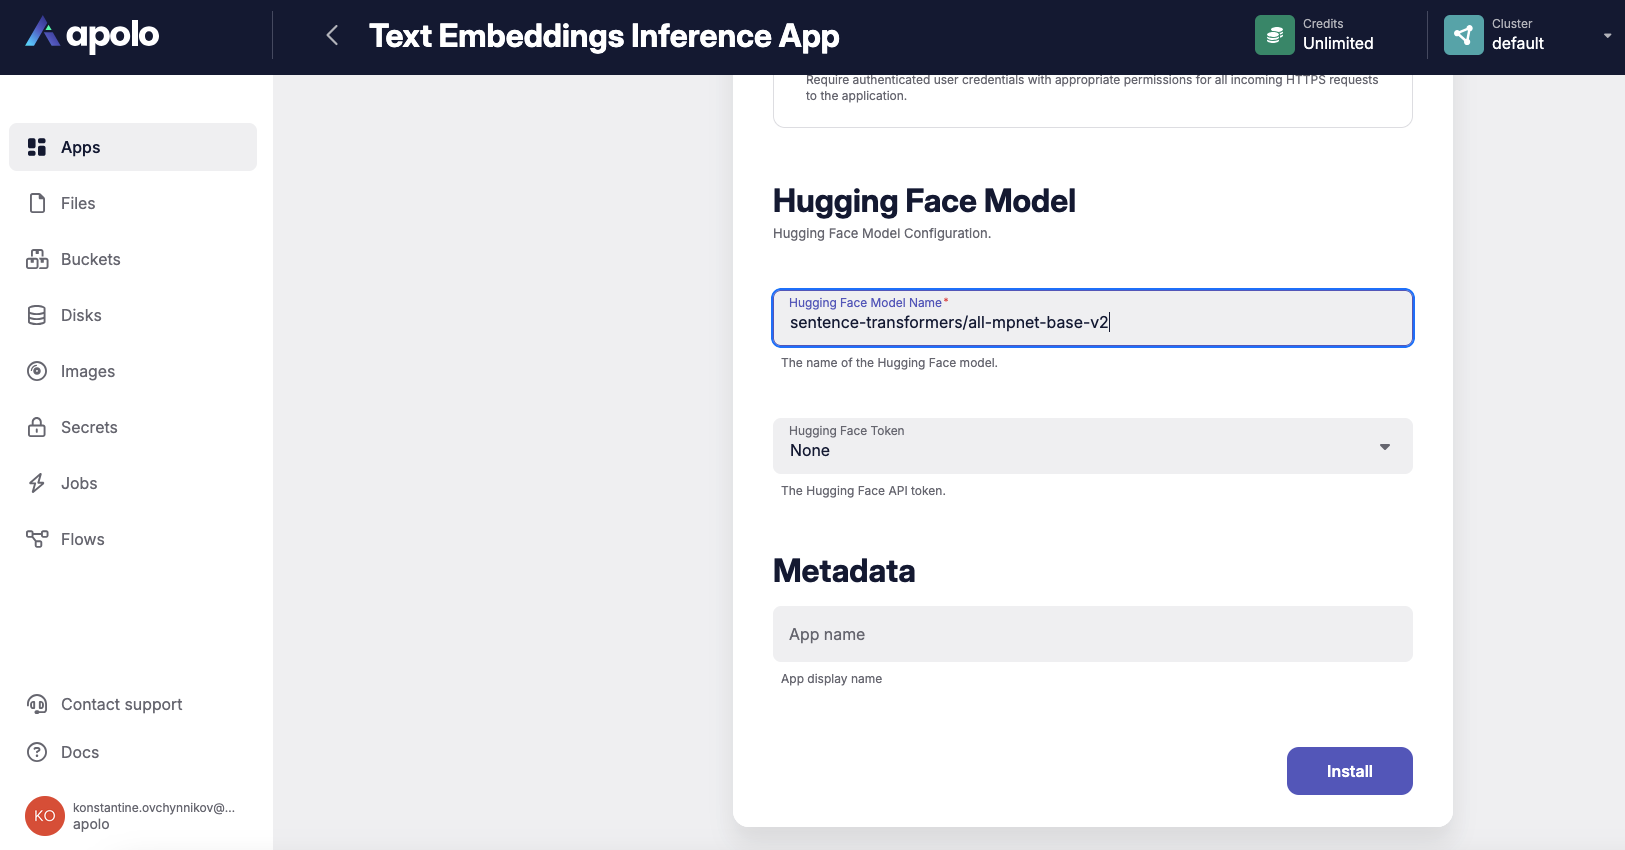 apolo
Text Embeddings Inference App
Credits
Unlimited
Cluster
default
Apps
Files
Buckets
Disks
Images
Secrets
Jobs
Flows
Contact support
Docs
KO
konstantine.ovchynnikov@...
apolo
Require authenticated user credentials with appropriate permissions for all incoming HTTPS requests
to the application.
Hugging Face Model
Hugging Face Model Configuration.
Hugging Face Model Name*
sentence-transformers/all-mpnet-base-v2
The name of the Hugging Face model.
Hugging Face Token
None
The Hugging Face API token.
Metadata
App name
App display name
Install